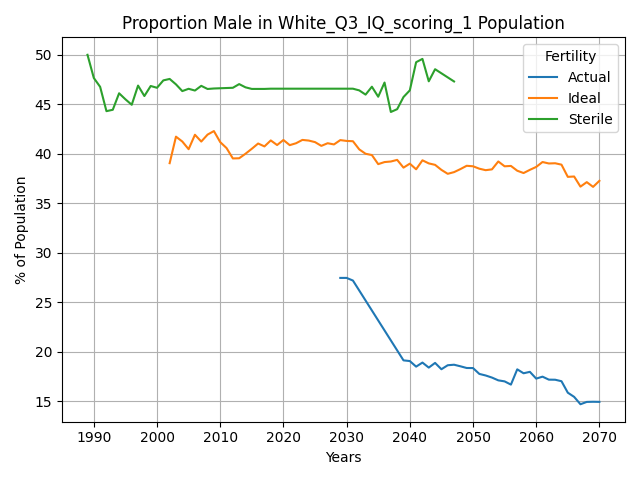 Proportion Male in White_Q3_IQ_scoring_1 Population
Fertility
Actual
Ideal
Sterile
% of Population
50
45
40
35
30
25
20
15
1990
2000
2010
2020
2030
2040
2050
2060
2070
Years